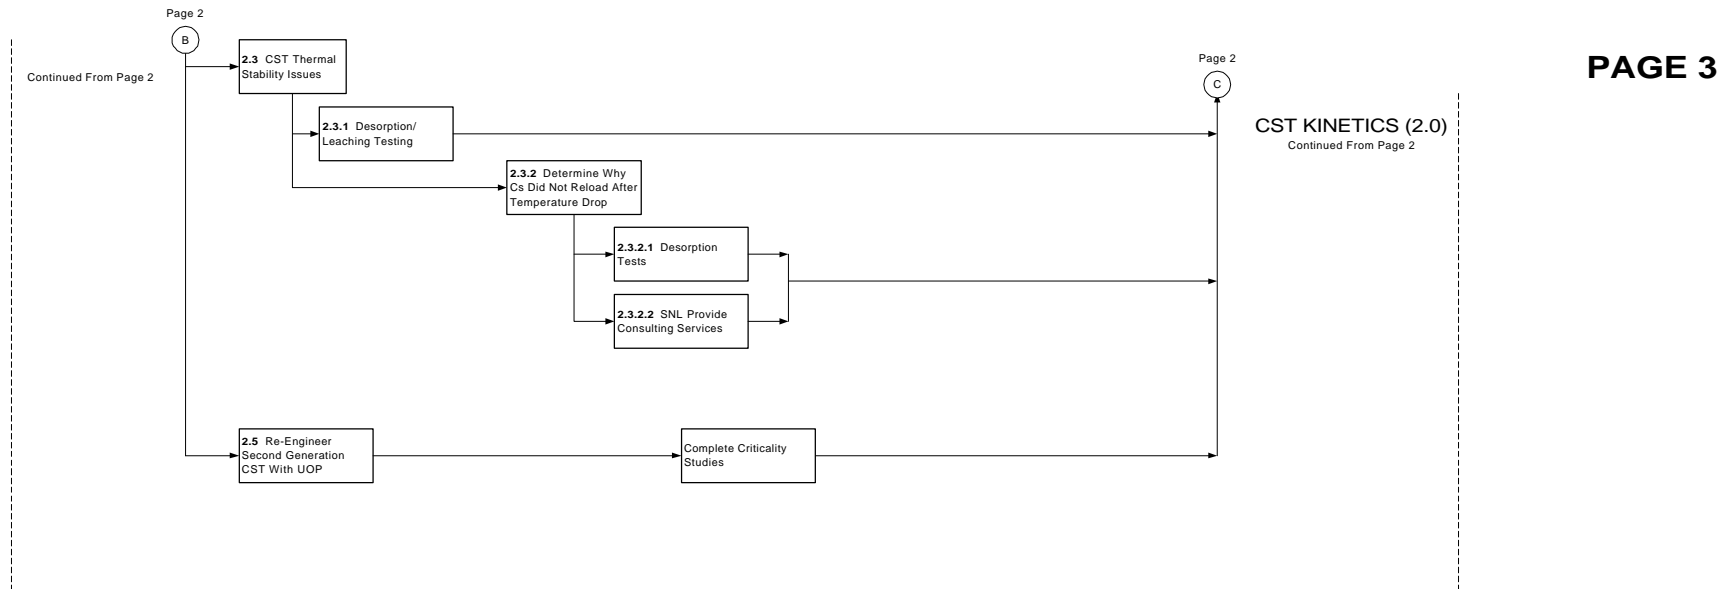 Page 2
B
Continued From Page 2
2.3 CST Thermal
Stability Issues
2.3.1 Desorption/
Leaching Testing
2.3.2 Determine Why
Cs Did Not Reload After
Temperature Drop
2.3.2.1 Desorption
Tests
2.3.2.2 SNL Provide
Consulting Services
2.5 Re-Engineer
Second Generation
CST With UOP
Complete Criticality
Studies
Page 2
C
CST KINETICS (2.0)
Continued From Page 2
PAGE 3